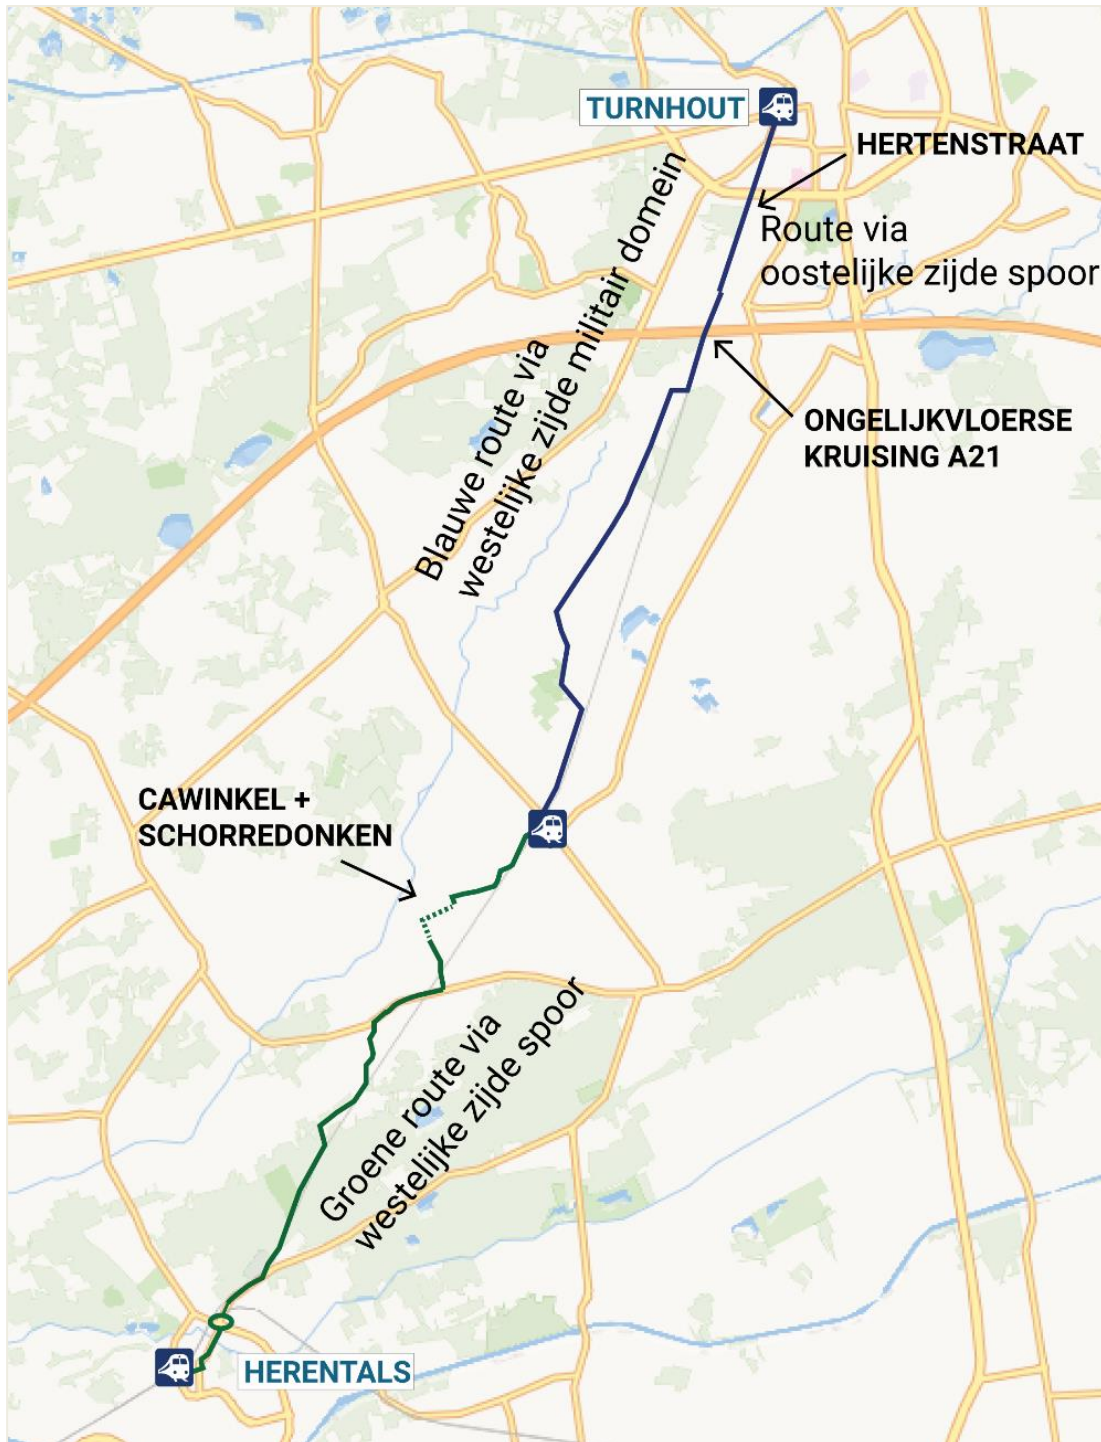 TURNHOUT
HERTENSTRAAT
Route via
oostelijke zijde spoor
Blauwe route via
westelijke zijde militair domein
ONGELIJKVLOERSE
KRUISING A21
CAWINKEL +
SCHORREDONKEN
Groene route via
westelijke zijde spoor
HERENTALS